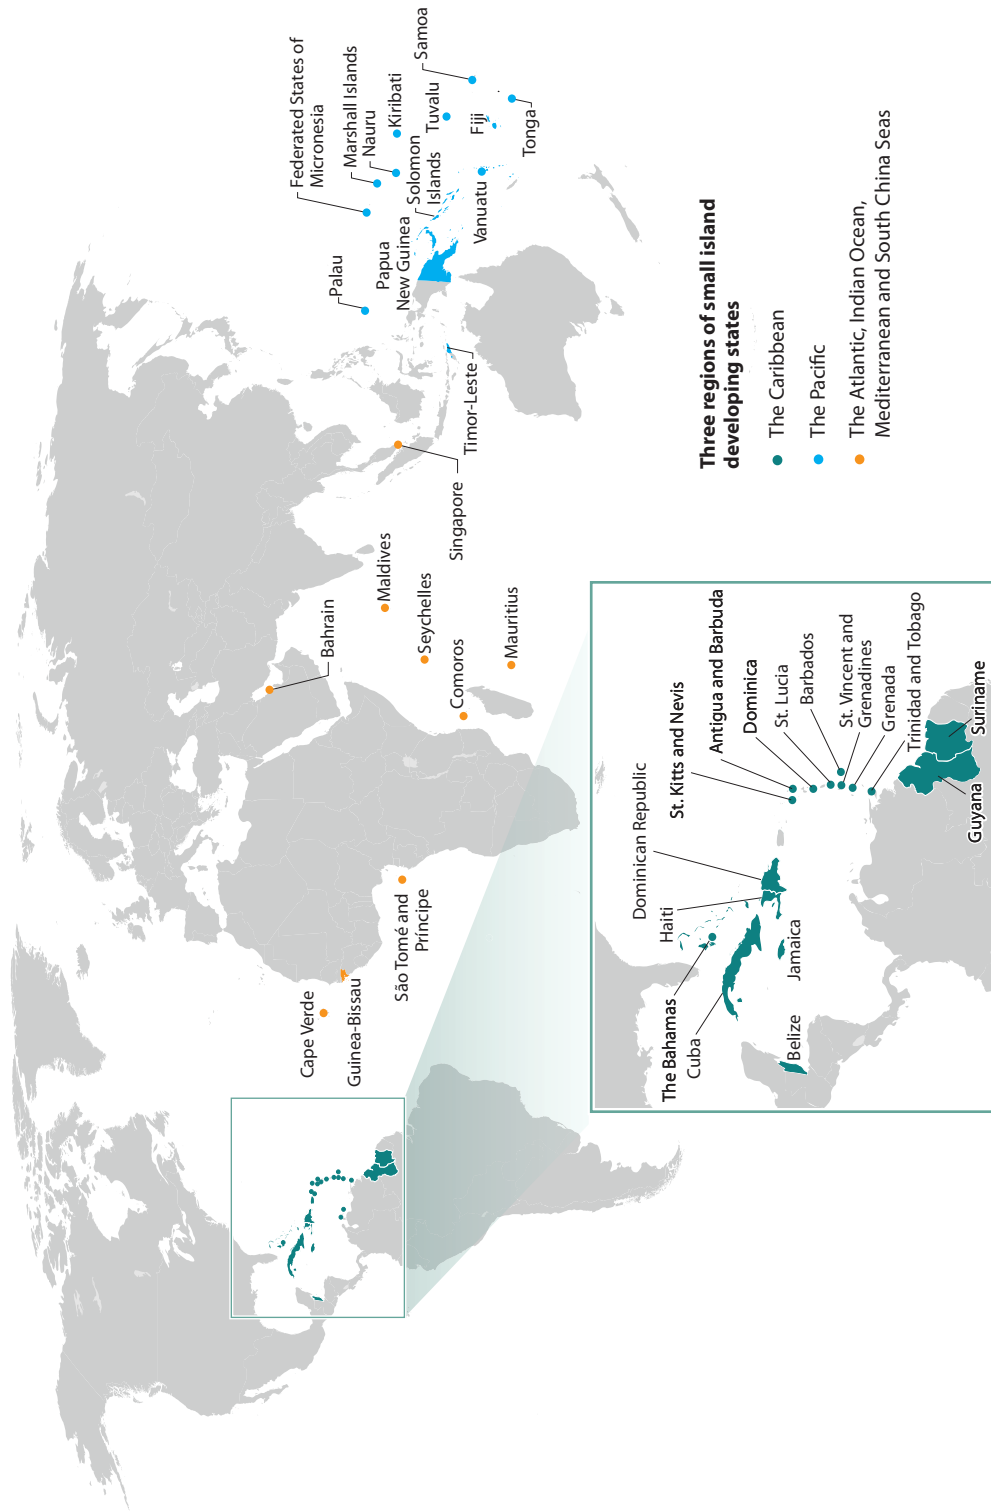 Federated States of
Micronesia
Marshall Islands
Nauru
Kiribati
Samoa
Palau
Papua
New Guinea
Solomon
Islands
Tuvalu
Fiji
Vanuatu
Tonga
Timor-Leste
Singapore
Maldives
Bahrain
Seychelles
Comoros
Mauritius
São Tomé and
Príncipe
Cape Verde
Guinea-Bissau
Three regions of small island
developing states
The Caribbean
The Pacific
The Atlantic, Indian Ocean,
Mediterranean and South China Seas
The Bahamas
Cuba
Haiti
Dominican Republic
St. Kitts and Nevis
Antigua and Barbuda
Dominica
St. Lucia
Barbados
St. Vincent and
Grenadines
Grenada
Trinidad and Tobago
Belize
Jamaica
Guyana
Suriname